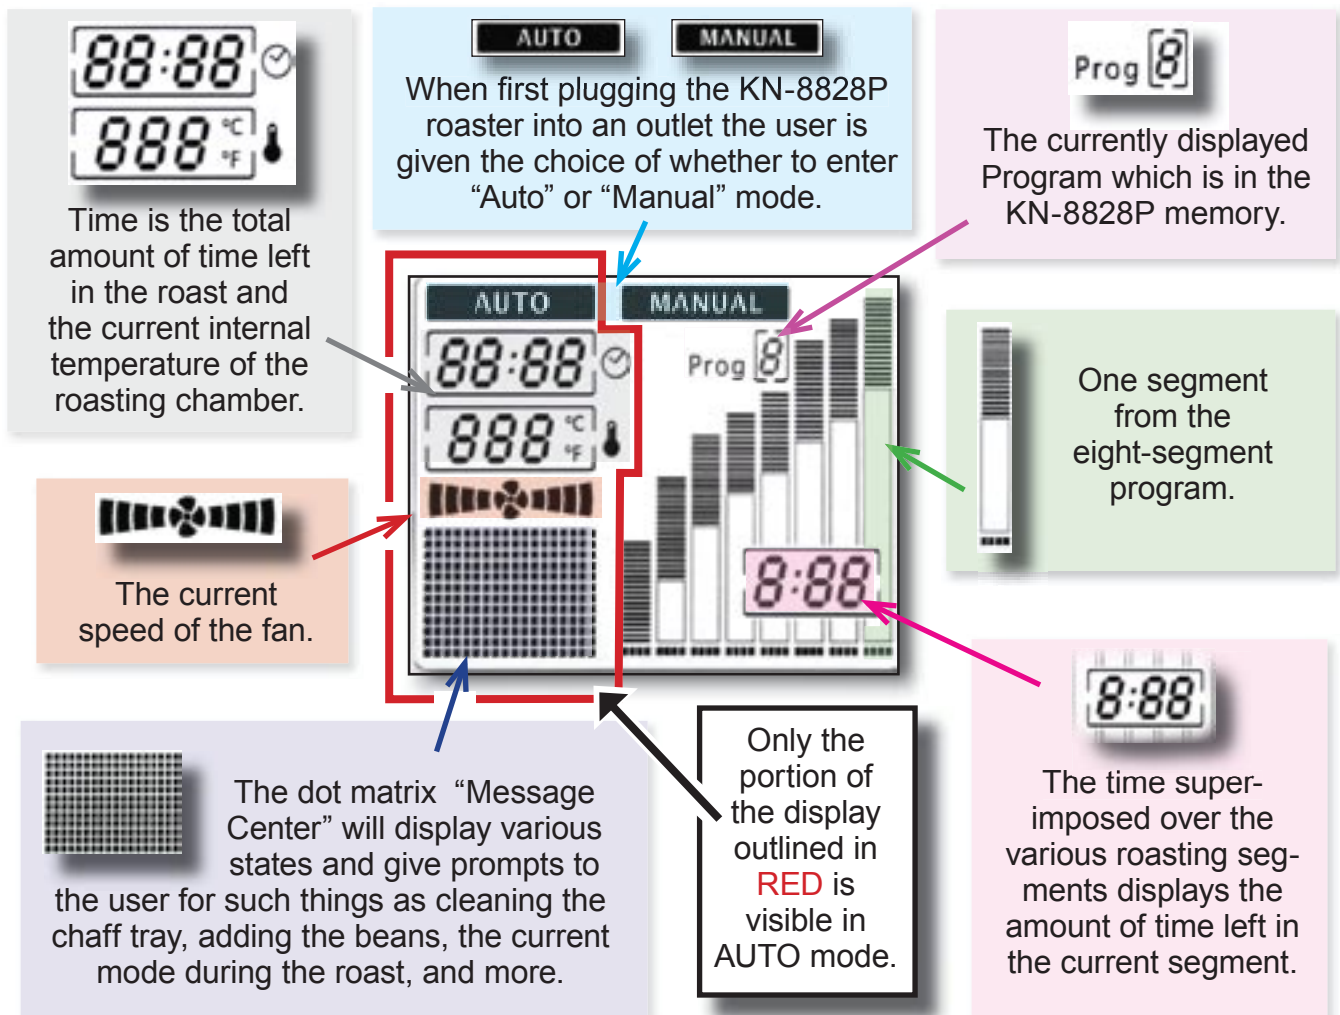 88:88
888 °C °F
Time is the total
amount of time left
in the roast and
the current internal
temperature of the
roasting chamber.
AUTO MANUAL
When first plugging the KN-8828P
roaster into an outlet the user is
given the choice of whether to enter
“Auto” or “Manual” mode.
Prog 8
The currently displayed
Program which is in the
KN-8828P memory.
AUTO MANUAL
88:88
Prog 8
888 °C °F
8:88
One segment
from the
eight-segment
program.
The current
speed of the fan.
The dot matrix “Message
Center” will display various
states and give prompts to
the user for such things as cleaning the
chaff tray, adding the beans, the current
mode during the roast, and more.
Only the
portion of
the display
outlined in
RED is
visible in
AUTO mode.
8:88
The time super-
imposed over the
various roasting seg-
ments displays the
amount of time left in
the current segment.